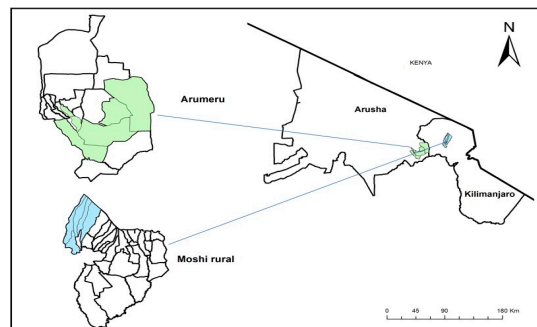 N
KENYA
Arumeru
Arusha
Kilimanjaro
Moshi rural
0 45 90 180 Km